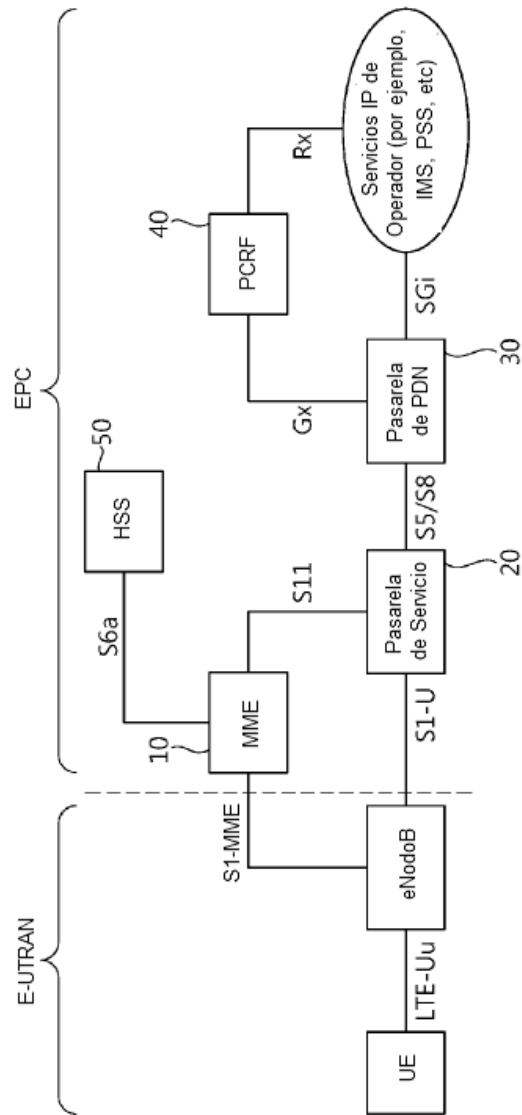 E-UTRAN
EPC
HSS
50
S6a
10
MME
S1-MME
S11
PCRF
40
Gx
Rx
UE
LTE-Uu
eNodoB
S1-U
Pasarela
de Servicio
20
S5/S8
Pasarela
de PDN
30
SGi
Servicios IP de
Operador (por ejemplo,
IMS, PSS, etc)